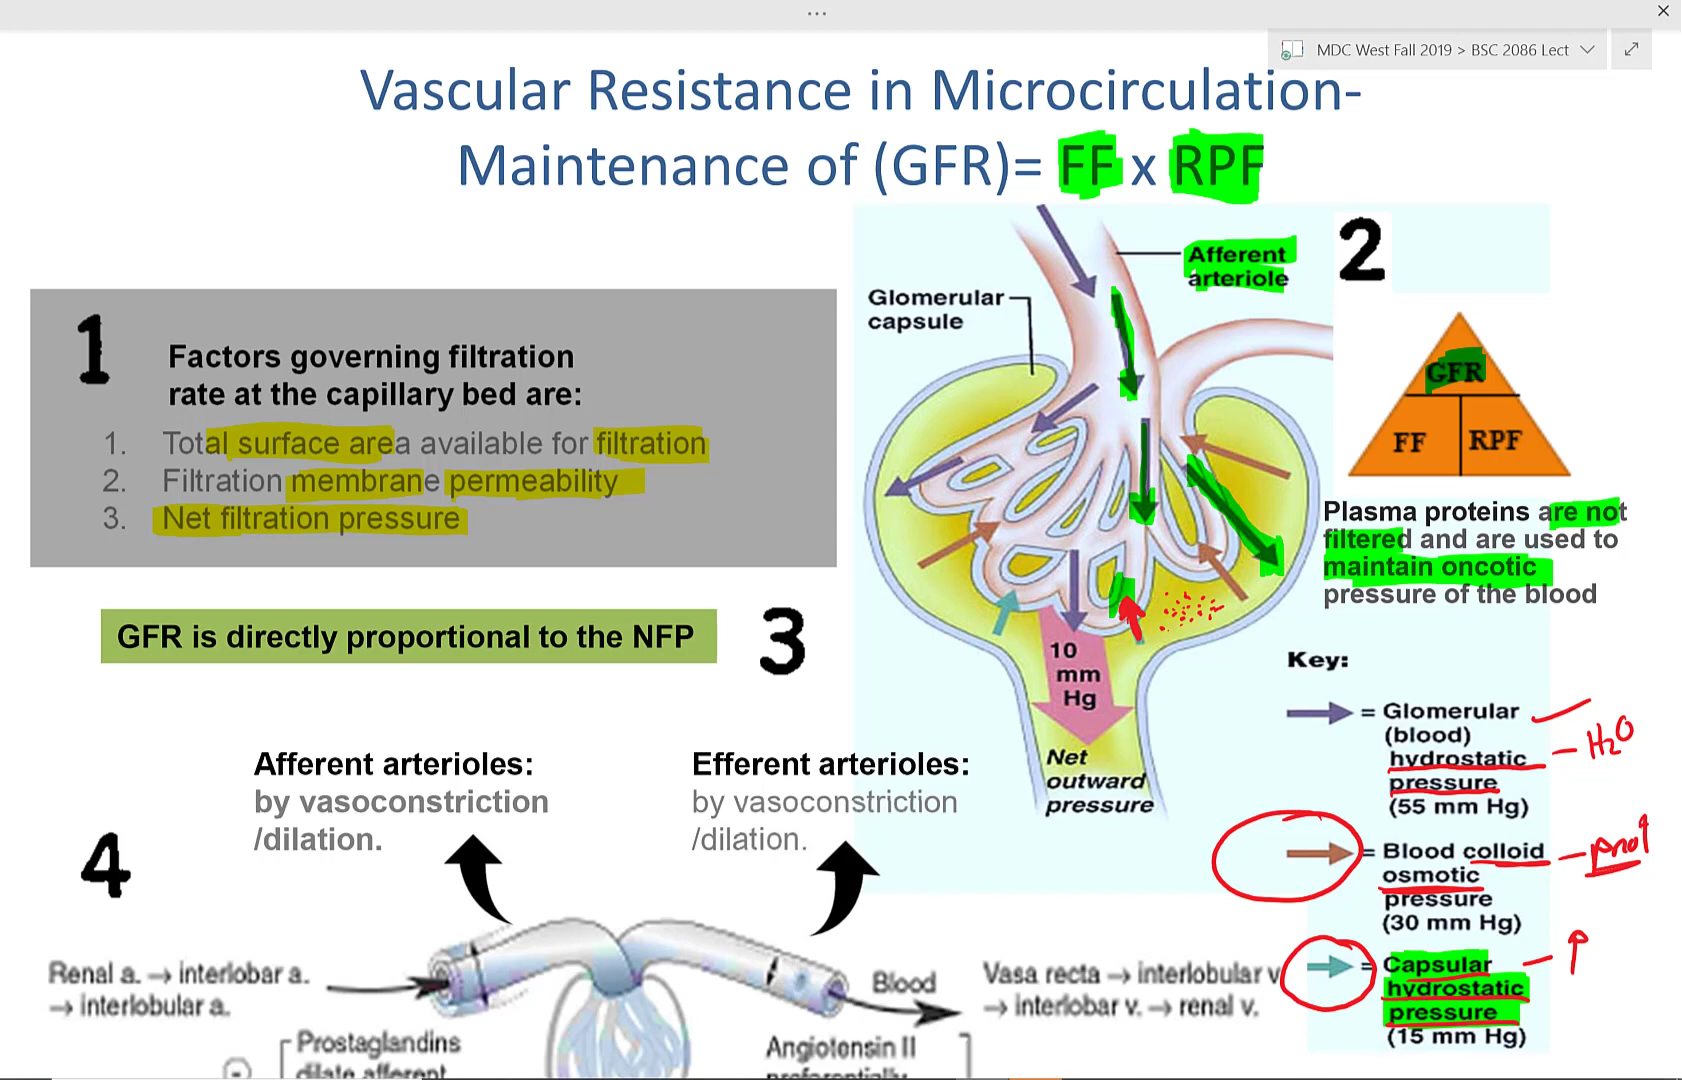 MDC West Fall 2019 > BSC 2086 Lect
Vascular Resistance in Microcirculation-
Maintenance of (GFR)= FF x RPF
1
Factors governing filtration
rate at the capillary bed are:
1. Total surface area available for filtration
2. Filtration membrane permeability
3. Net filtration pressure
2
Afferent
arteriole
Glomerular
capsule
GFR
FF RPF
Plasma proteins are not
filtered and are used to
maintain oncotic
pressure of the blood
10
mm
Hg
Net
outward
pressure
Key:
= Glomerular
(blood)
hydrostatic
pressure
(55 mm Hg)
H2O
= Blood colloid
osmotic
pressure
(30 mm Hg)
= Capsular
hydrostatic
pressure
(15 mm Hg)
P
3
GFR is directly proportional to the NFP
4
Afferent arterioles:
by vasoconstriction
/dilation.
Efferent arterioles:
by vasoconstriction
/dilation.
Renal a. → interlobar a.
→ interlobular a.
Blood
Vasa recta → interlobular v
→ interlobar v. → renal v.
Prostaglandins
dilate afferent
Angiotensin II
preferentially